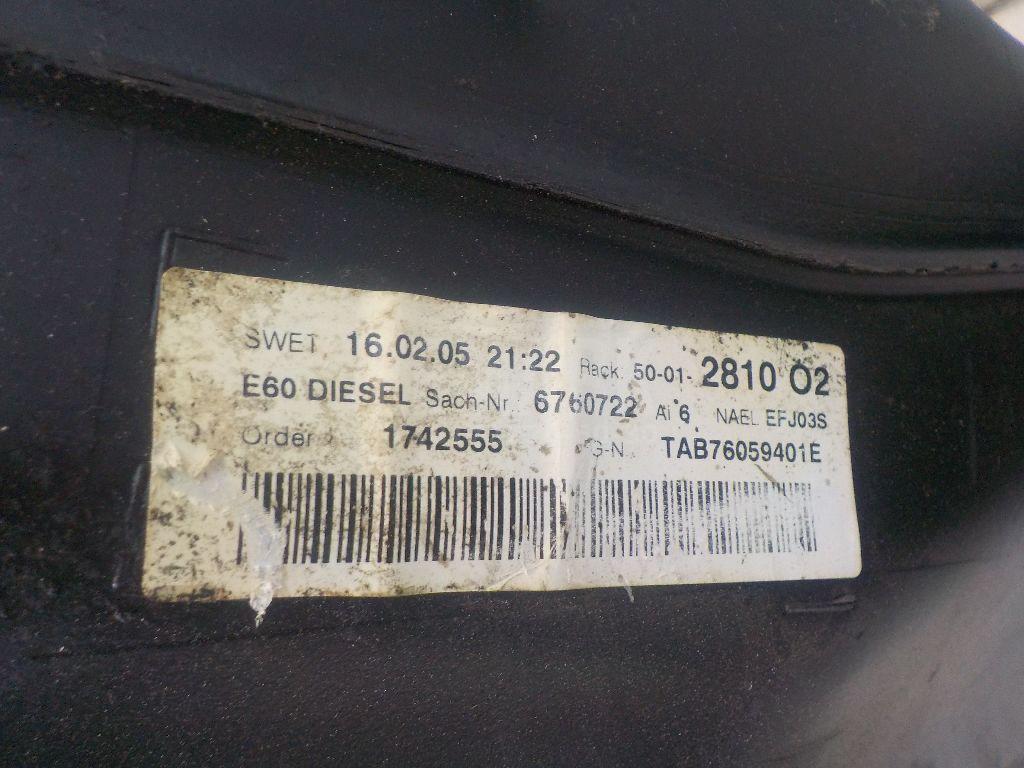 SWET 16.02.05 21:22 Rack. 50-01- 2810 02
E60 DIESEL Sach-Nr. 6760722 AI 6 NAEL EFJ03S
Order 1742555 G-N. TAB76059401E